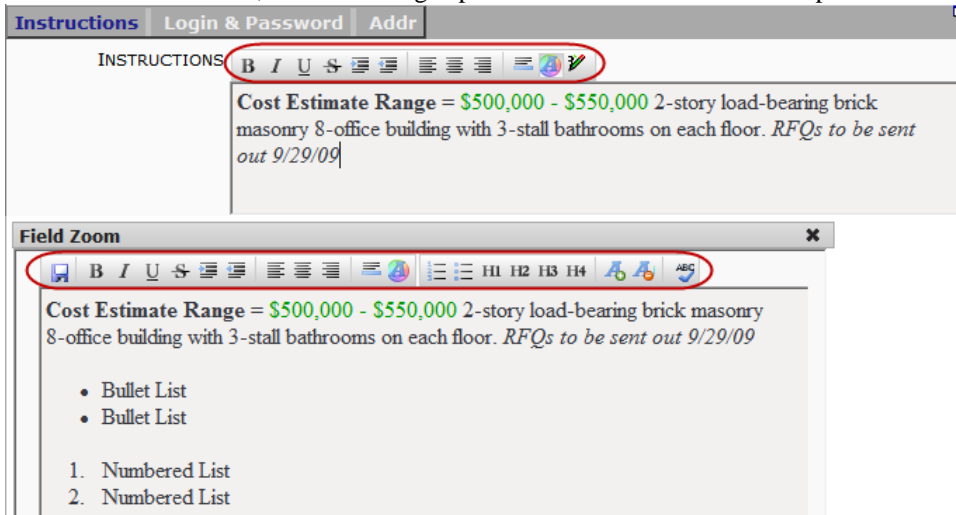 Instructions Login & Password Addr
INSTRUCTIONS B I U S
Cost Estimate Range = $500,000 - $550,000 2-story load-bearing brick
masonry 8-office building with 3-stall bathrooms on each floor. RFQs to be sent
out 9/29/09
Field Zoom
B I U S A H1 H2 H3 H4 A A ABC
Cost Estimate Range = $500,000 - $550,000 2-story load-bearing brick masonry
8-office building with 3-stall bathrooms on each floor. RFQs to be sent out 9/29/09
• Bullet List
• Bullet List
1. Numbered List
2. Numbered List